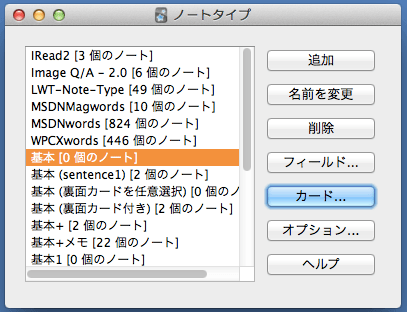 ノートタイプ
IRead2 [3 個のノート]
Image Q/A - 2.0 [6 個のノート]
LWT-Note-Type [49 個のノート]
MSDNMagwords [10 個のノート]
MSDNwords [824 個のノート]
WPCXwords [446 個のノート]
基本 [0 個のノート]
基本 (sentence1) [2 個のノート]
基本 (裏面カードを任意選択) [0 個のノ
基本 (裏面カード付き) [2 個のノート]
基本+ [2 個のノート]
基本+メモ [22 個のノート]
基本1 [0 個のノート]
追加
名前を変更
削除
フィールド...
カード...
オプション...
ヘルプ